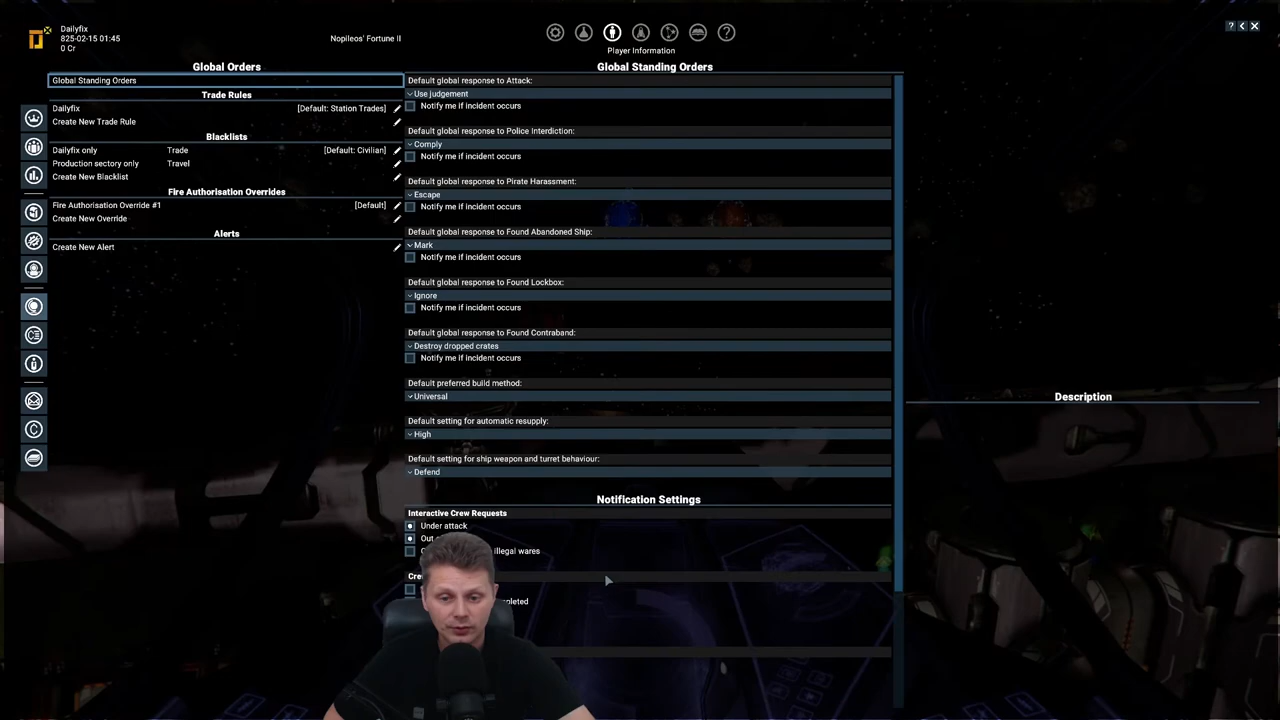 Dailyfix
825-02-15 01:45
0 Cr
Nopileos' Fortune II
Player Information
Global Orders
Global Standing Orders
Trade Rules
Dailyfix [Default: Station Trades]
Create New Trade Rule
Blacklists
Dailyfix only Trade [Default: Civilian]
Production sectory only Travel
Create New Blacklist
Fire Authorisation Overrides
Fire Authorisation Override #1 [Default]
Create New Override
Alerts
Create New Alert
Global Standing Orders
Default global response to Attack:
Use judgement
Notify me if incident occurs
Default global response to Police Interdiction:
Comply
Notify me if incident occurs
Default global response to Pirate Harassment:
Escape
Notify me if incident occurs
Default global response to Found Abandoned Ship:
Mark
Notify me if incident occurs
Default global response to Found Lockbox:
Ignore
Notify me if incident occurs
Default global response to Found Contraband:
Destroy dropped crates
Notify me if incident occurs
Default preferred build method:
Universal
Default setting for automatic resupply:
High
Default setting for ship weapon and turret behaviour:
Defend
Notification Settings
Interactive Crew Requests
Under attack
illegal wares
Description